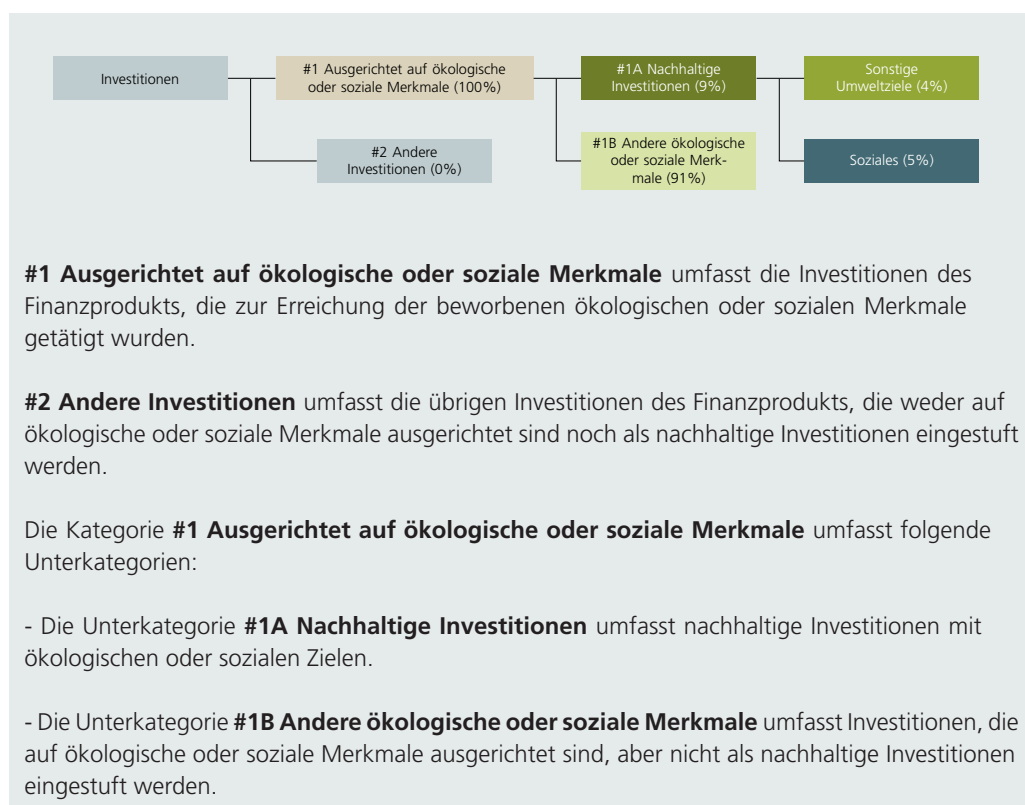 Investitionen
#1 Ausgerichtet auf ökologische
oder soziale Merkmale (100%)
#1A Nachhaltige
Investitionen (9%)
Sonstige
Umweltziele (4%)
#2 Andere
Investitionen (0%)
#1B Andere ökologische
oder soziale Merk-
male (91%)
Soziales (5%)
#1 Ausgerichtet auf ökologische oder soziale Merkmale umfasst die Investitionen des
Finanzprodukts, die zur Erreichung der beworbenen ökologischen oder sozialen Merkmale
getätigt wurden.
#2 Andere Investitionen umfasst die übrigen Investitionen des Finanzprodukts, die weder auf
ökologische oder soziale Merkmale ausgerichtet sind noch als nachhaltige Investitionen eingestuft
werden.
Die Kategorie #1 Ausgerichtet auf ökologische oder soziale Merkmale umfasst folgende
Unterkategorien:
- Die Unterkategorie #1A Nachhaltige Investitionen umfasst nachhaltige Investitionen mit
ökologischen oder sozialen Zielen.
- Die Unterkategorie #1B Andere ökologische oder soziale Merkmale umfasst Investitionen, die
auf ökologische oder soziale Merkmale ausgerichtet sind, aber nicht als nachhaltige Investitionen
eingestuft werden.